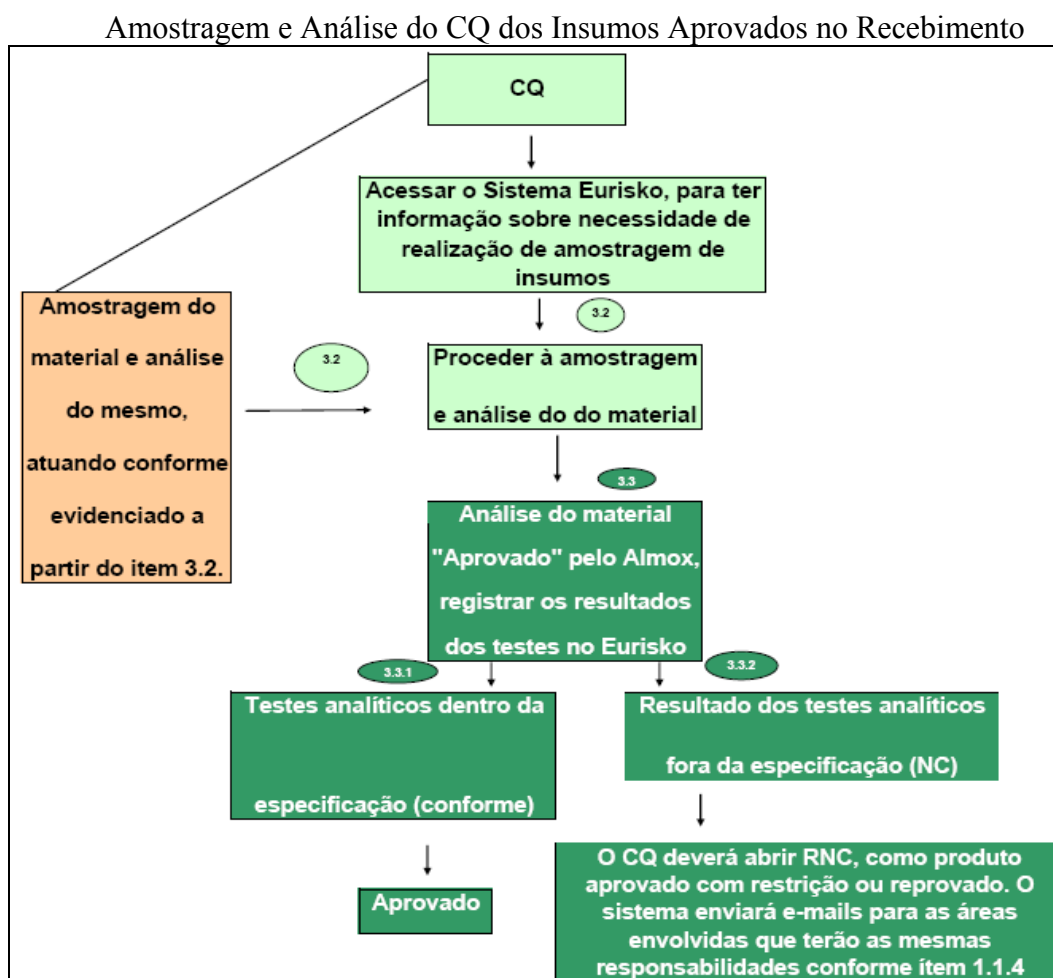 Amostragem e Análise do CQ dos Insumos Aprovados no Recebimento
CQ
Acessar o Sistema Eurisko, para ter
informação sobre necessidade de
realização de amostragem de
insumos
3.2
Amostragem do
material e análise
do mesmo,
atuando conforme
evidenciado a
partir do item 3.2.
3.2
Proceder à amostragem
e análise do do material
3.3
Análise do material
"Aprovado" pelo Almox,
registrar os resultados
dos testes no Eurisko
3.3.1
Testes analíticos dentro da
especificação (conforme)
Aprovado
3.3.2
Resultado dos testes analíticos
fora da especificação (NC)
O CQ deverá abrir RNC, como produto
aprovado com restrição ou reprovado. O
sistema enviará e-mails para as áreas
envolvidas que terão as mesmas
responsabilidades conforme ítem 1.1.4